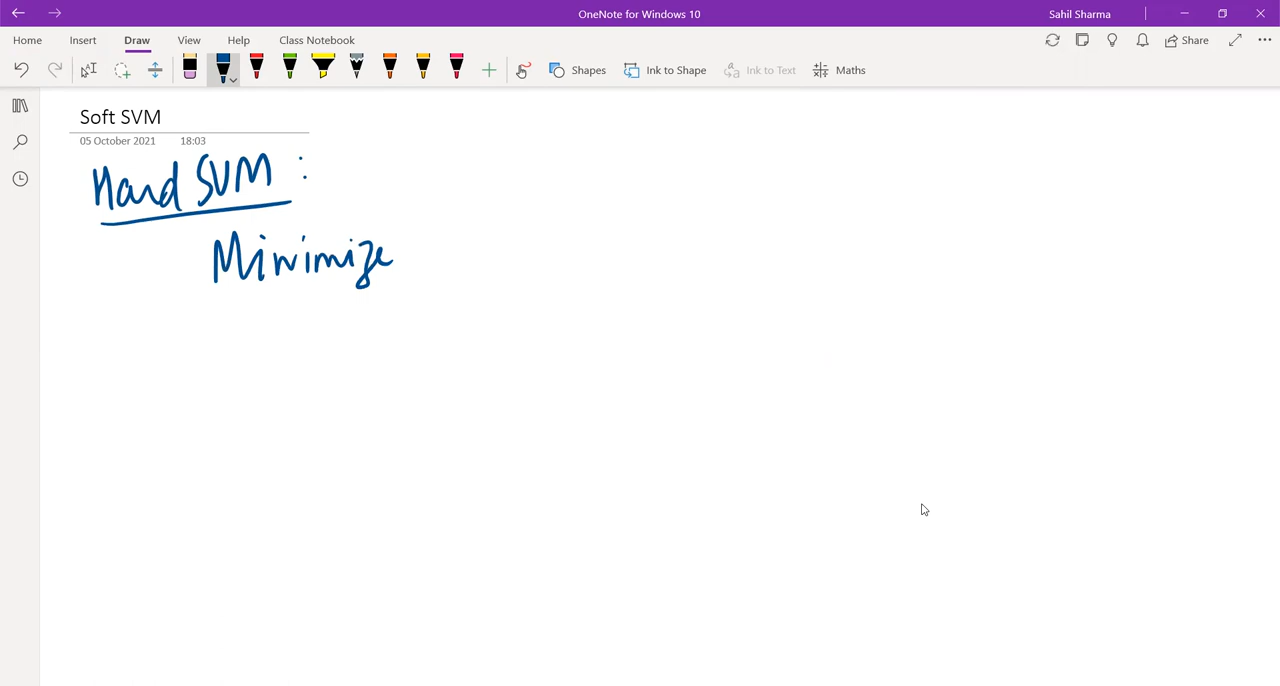 OneNote for Windows 10
Sahil Sharma
Home Insert Draw View Help Class Notebook
Share
Shapes Ink to Shape Ink to Text Maths
Soft SVM
05 October 2021 18:03
Hard SVM :
Minimize